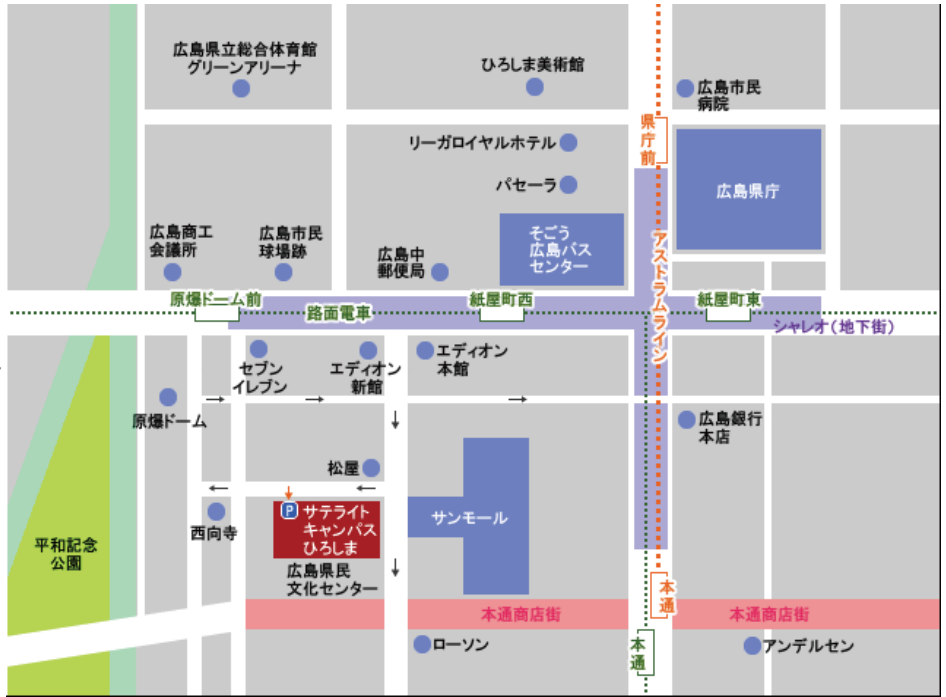 広島県立総合体育館
グリーンアリーナ
ひろしま美術館
広島市民
病院
県庁前
リーガロイヤルホテル
パセーラ
広島県庁
広島商工
会議所
広島市民
球場跡
広島中
郵便局
そごう
広島バス
センター
アストラムライン
原爆ドーム前
路面電車
紙屋町西
紙屋町東
シャレオ(地下街)
セブン
イレブン
エディオン
新館
エディオン
本館
原爆ドーム
広島銀行
本店
松屋
西向寺
P
サテライト
キャンパス
ひろしま
サンモール
平和記念
公園
広島県民
文化センター
本通
本通商店街
本通商店街
ローソン
本通
アンデルセン